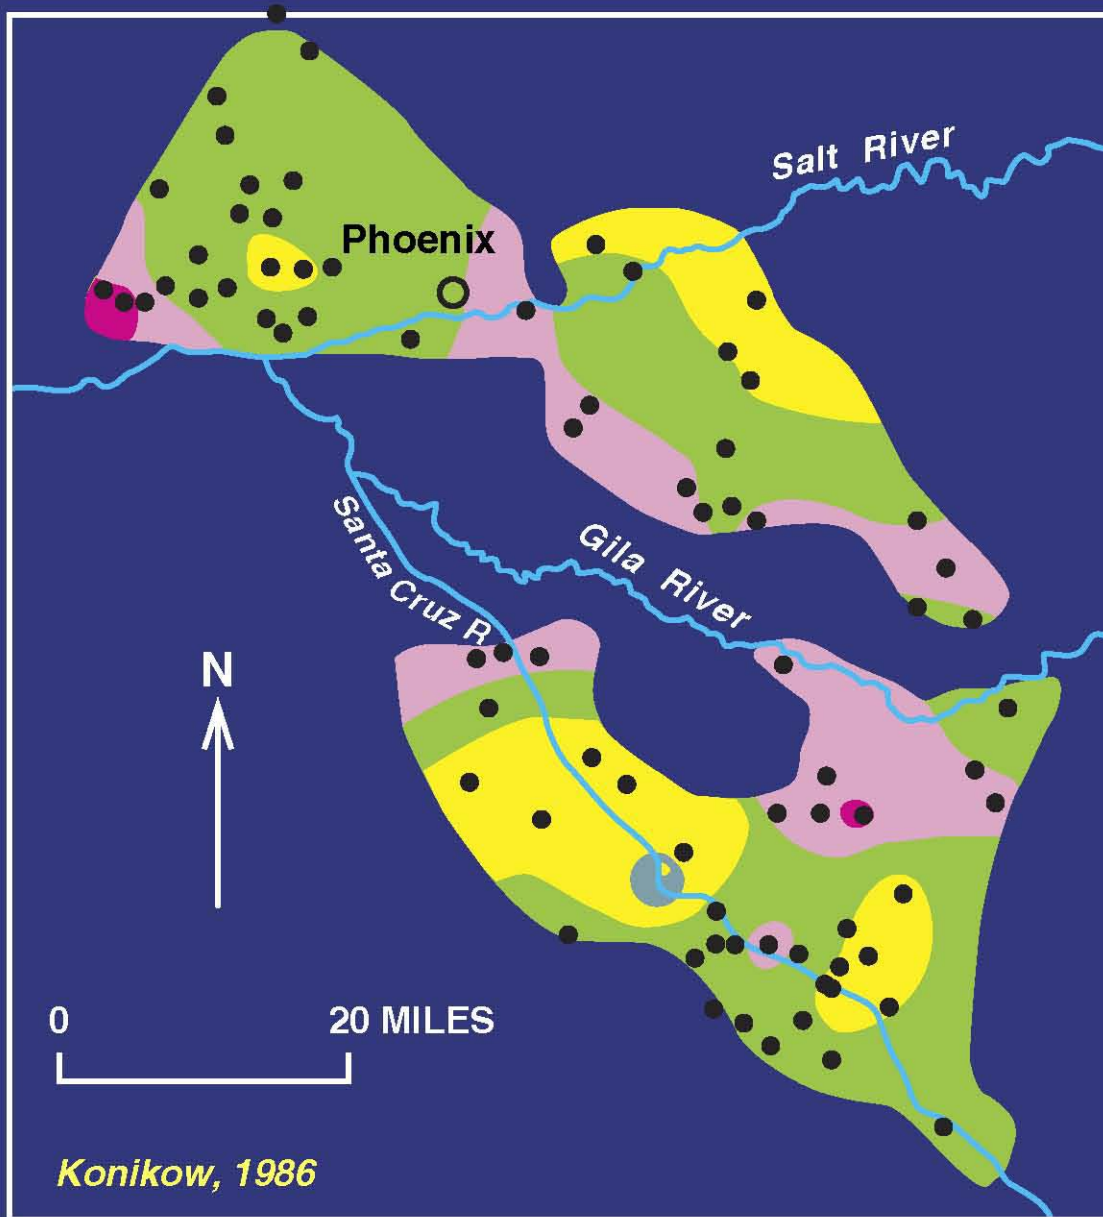 Salt River
Phoenix
Santa Cruz R
Gila River
N
0 20 MILES
Konikow, 1986